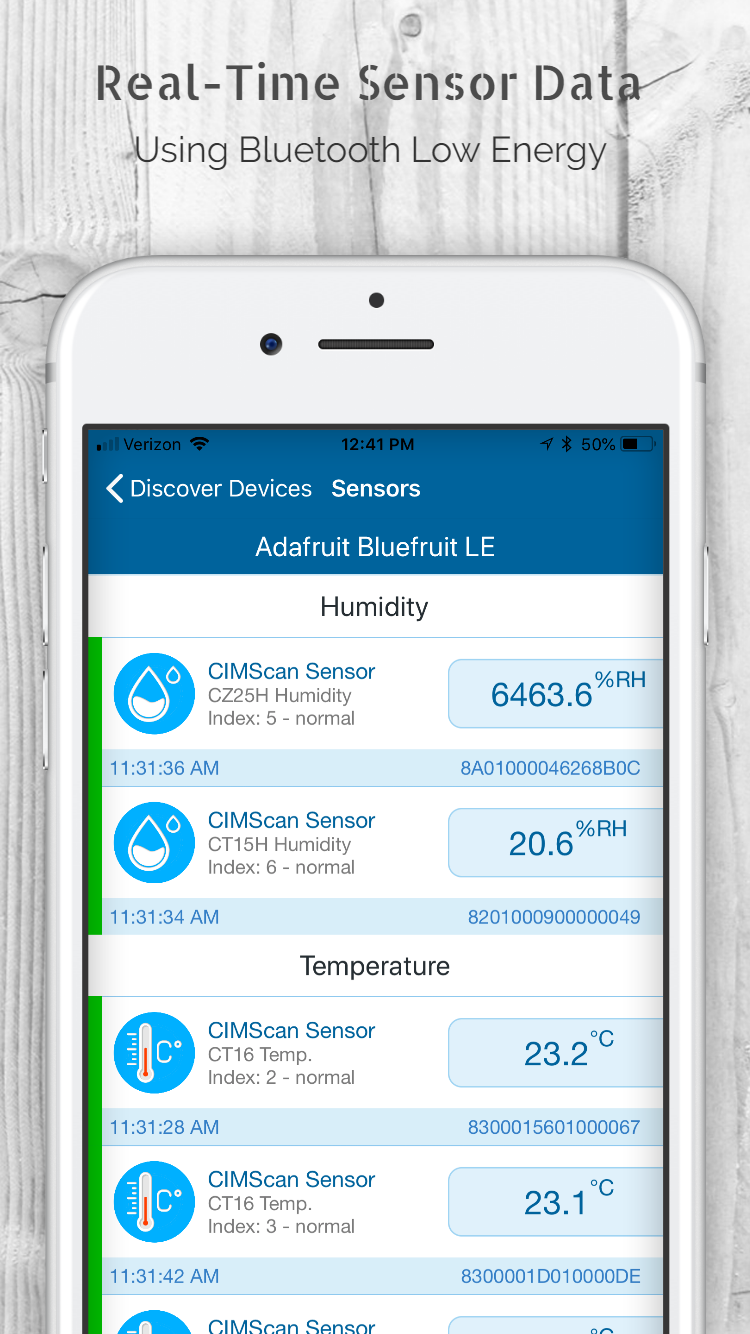 Real-Time Sensor Data
Using Bluetooth Low Energy
Verizon 12:41 PM 50%
Discover Devices Sensors
Adafruit Bluefruit LE
Humidity
CIMScan Sensor
CZ25H Humidity
Index: 5 - normal
6463.6 %RH
11:31:36 AM 8A01000046268B0C
CIMScan Sensor
CT15H Humidity
Index: 6 - normal
20.6 %RH
11:31:34 AM 8201000900000049
Temperature
C°
CIMScan Sensor
CT16 Temp.
Index: 2 - normal
23.2 °C
11:31:28 AM 8300015601000067
C°
CIMScan Sensor
CT16 Temp.
Index: 3 - normal
23.1 °C
11:31:42 AM 8300001D010000DE
CIMScan Sensor
°C